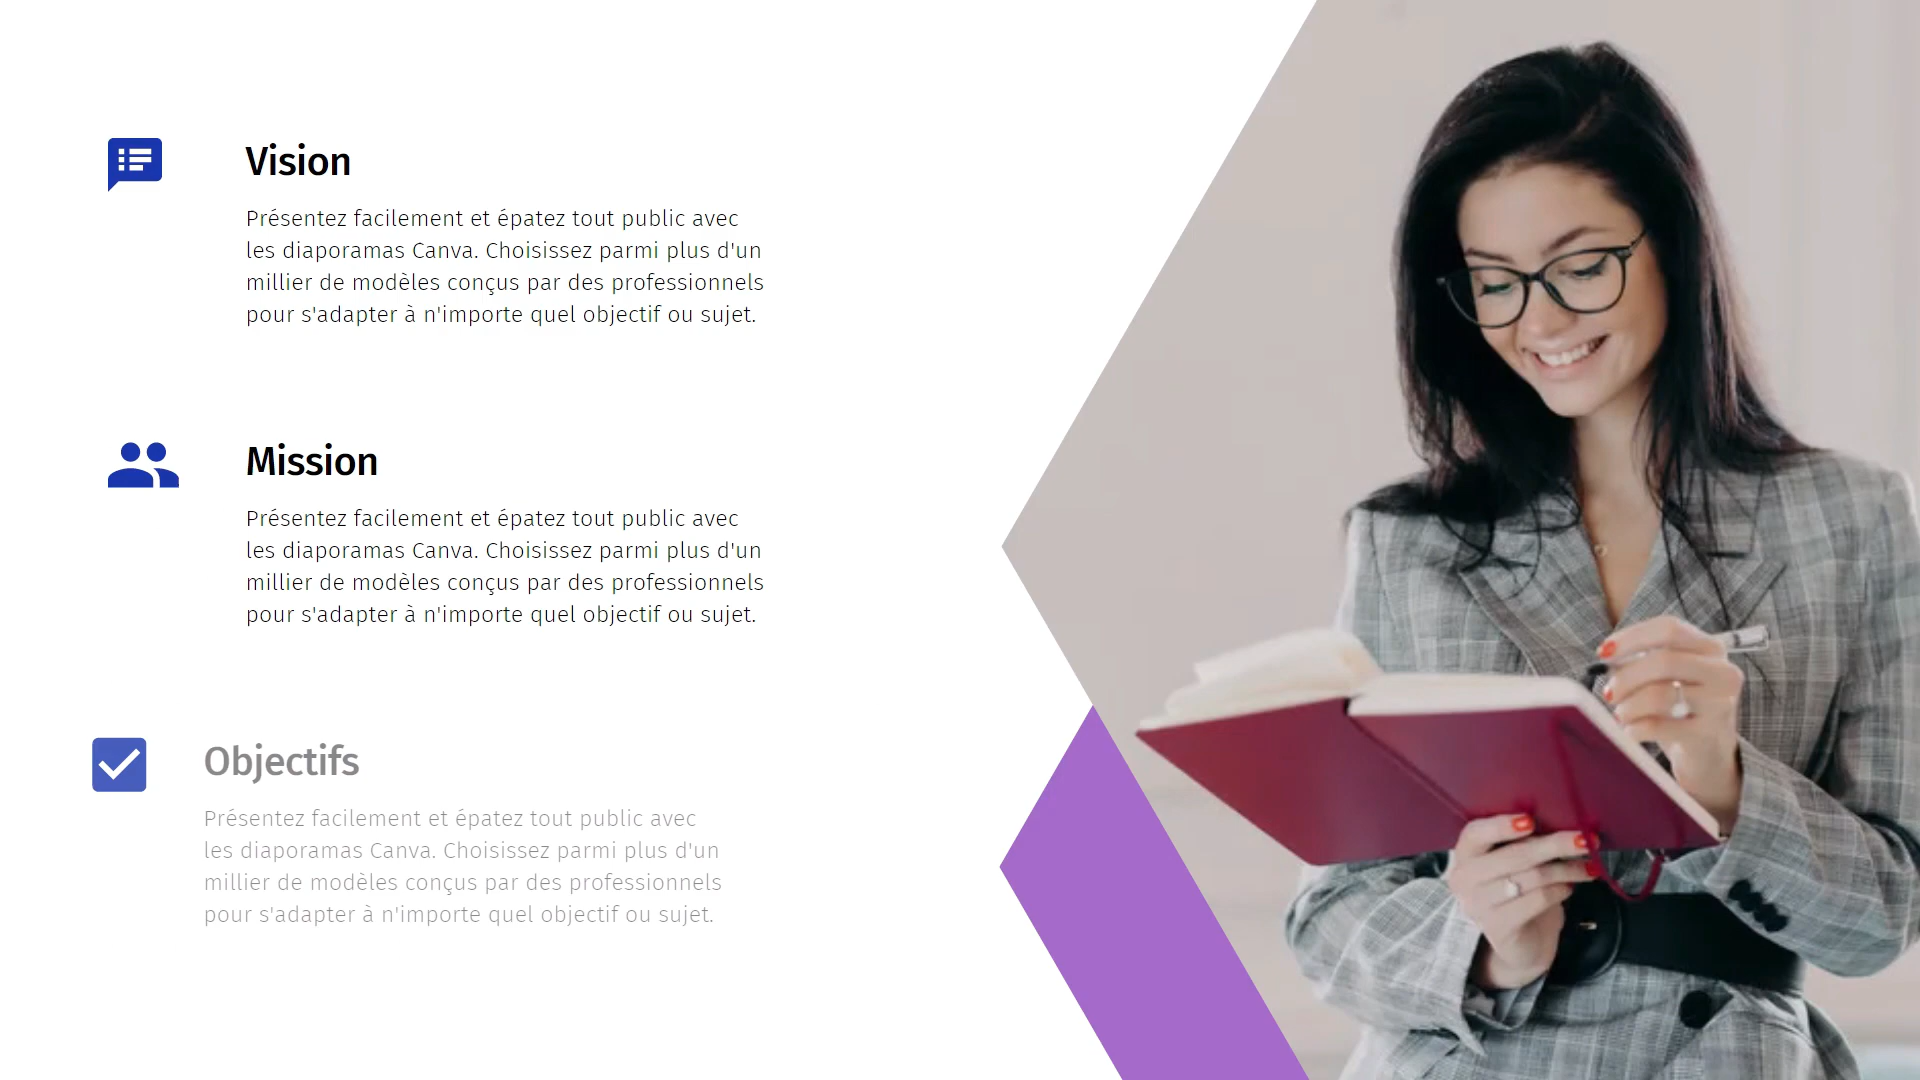 Vision
Présentez facilement et épatez tout public avec
les diaporamas Canva. Choisissez parmi plus d'un
millier de modèles conçus par des professionnels
pour s'adapter à n'importe quel objectif ou sujet.
Mission
Présentez facilement et épatez tout public avec
les diaporamas Canva. Choisissez parmi plus d'un
millier de modèles conçus par des professionnels
pour s'adapter à n'importe quel objectif ou sujet.
Objectifs
Présentez facilement et épatez tout public avec
les diaporamas Canva. Choisissez parmi plus d'un
millier de modèles conçus par des professionnels
pour s'adapter à n'importe quel objectif ou sujet.